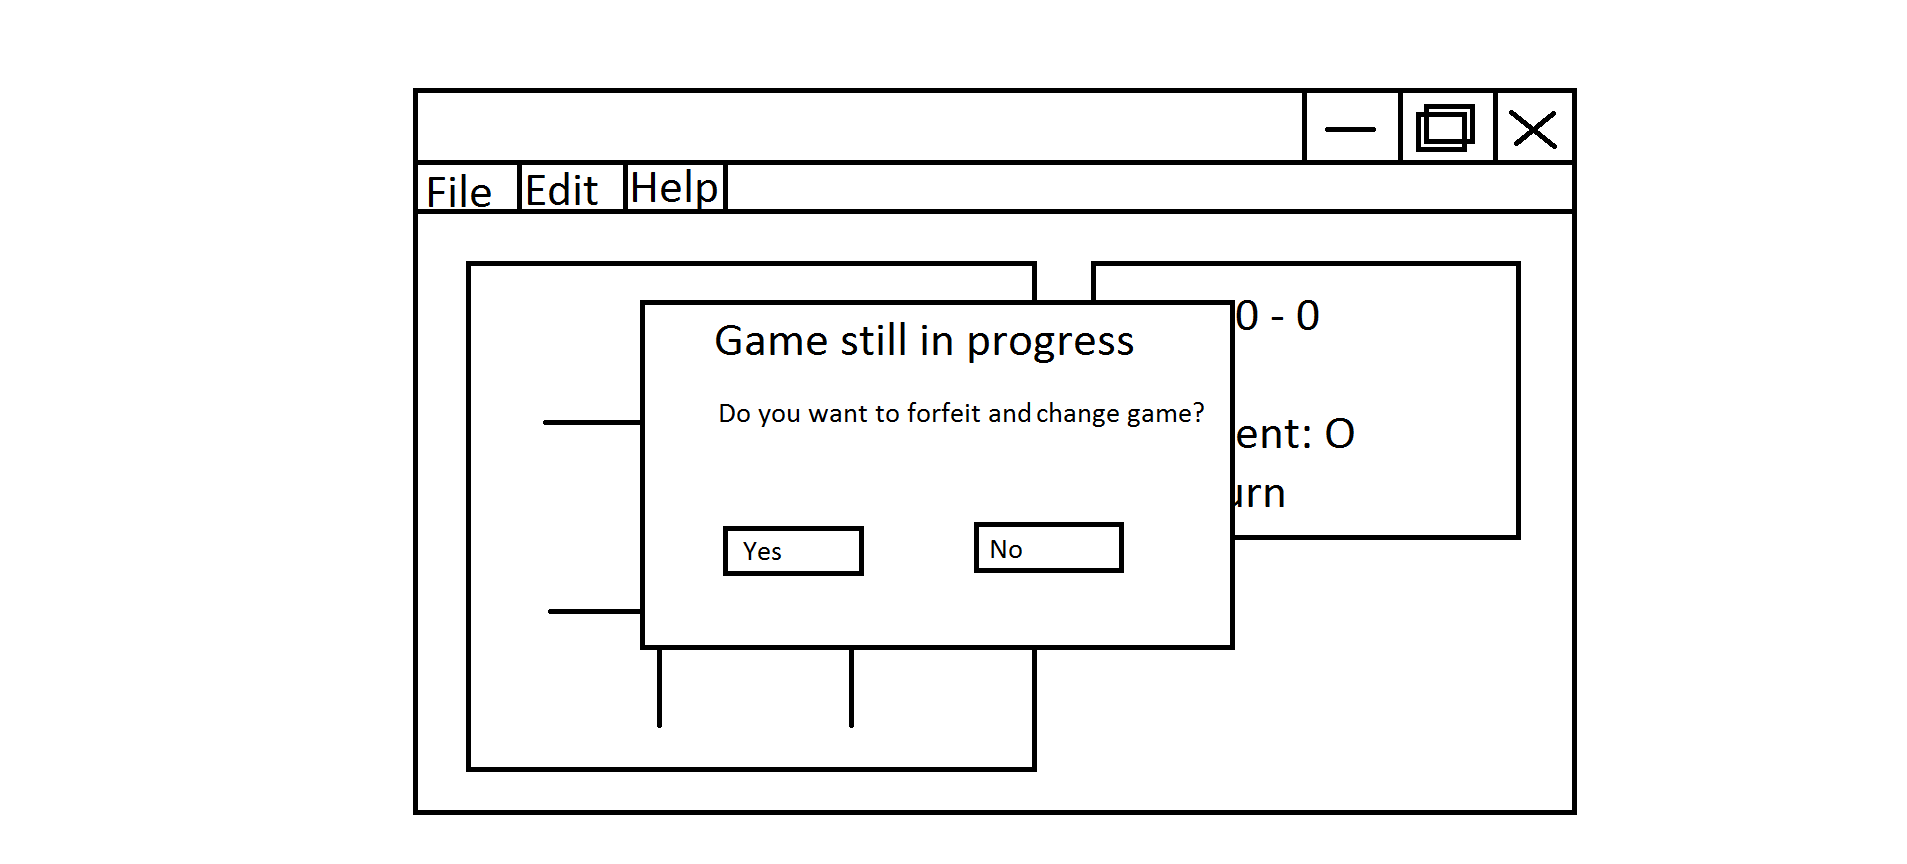 File Edit Help
0 - 0
Game still in progress
Do you want to forfeit and change game?
ent: O
urn
Yes No